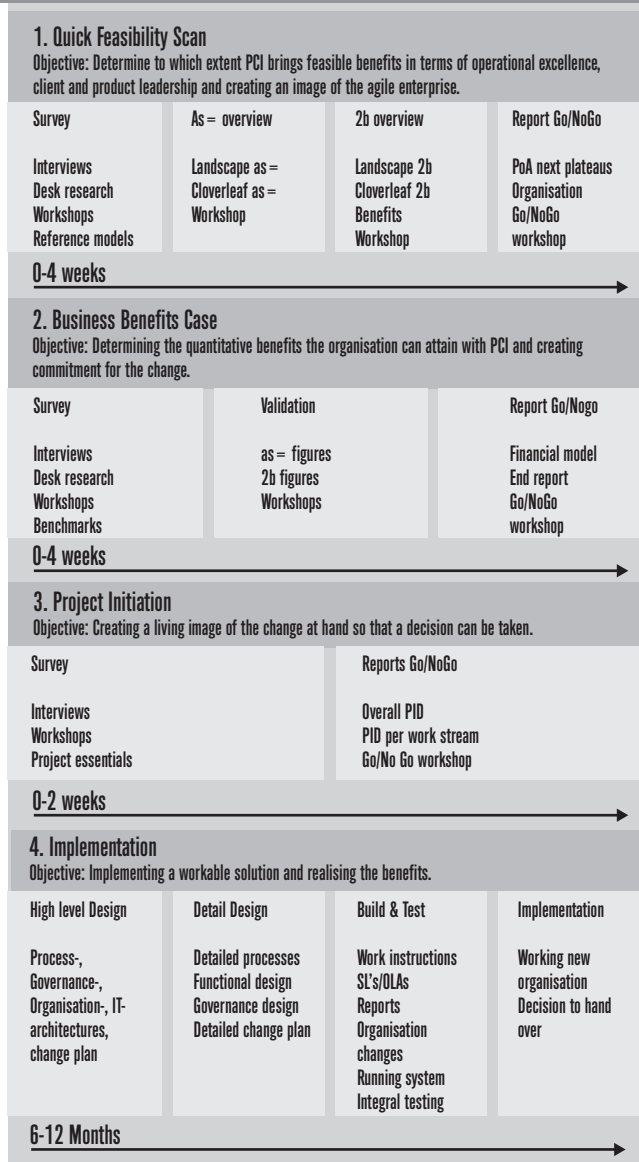 1. Quick Feasibility Scan
Objective: Determine to which extent PCI brings feasible benefits in terms of operational excellence,
client and product leadership and creating an image of the agile enterprise.
Survey
Interviews
Desk research
Workshops
Reference models
As= overview
Landscape as=
Cloverleaf as=
Workshop
2b overview
Landscape 2b
Cloverleaf 2b
Benefits
Workshop
Report Go/NoGo
PoA next plateaus
Organisation
Go/NoGo
workshop
0-4 weeks
2. Business Benefits Case
Objective: Determining the quantitative benefits the organisation can attain with PCI and creating
commitment for the change.
Survey
Interviews
Desk research
Workshops
Benchmarks
Validation
as= figures
2b figures
Workshops
Report Go/Nogo
Financial model
End report
Go/NoGo
workshop
0-4 weeks
3. Project Initiation
Objective: Creating a living image of the change at hand so that a decision can be taken.
Survey
Interviews
Workshops
Project essentials
Reports Go/NoGo
Overall PID
PID per work stream
Go/No Go workshop
0-2 weeks
4. Implementation
Objective: Implementing a workable solution and realising the benefits.
High level Design
Process-,
Governance-,
Organisation-, IT-
architectures,
change plan
Detail Design
Detailed processes
Functional design
Governance design
Detailed change plan
Build & Test
Work instructions
SL's/OLAs
Reports
Organisation
changes
Running system
Integral testing
Implementation
Working new
organisation
Decision to hand
over
6-12 Months